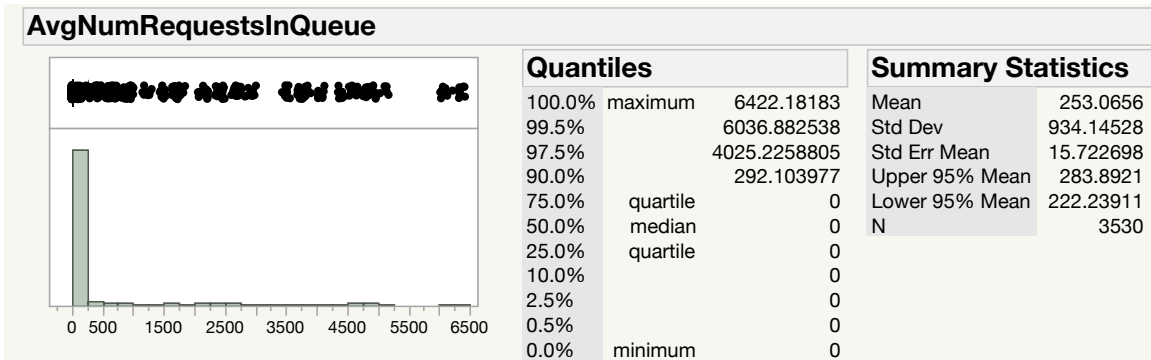 AvgNumRequestsInQueue
0 500 1500 2500 3500 4500 5500 6500
Quantiles
100.0% maximum 6422.18183
99.5% 6036.882538
97.5% 4025.2258805
90.0% 292.103977
75.0% quartile 0
50.0% median 0
25.0% quartile 0
10.0% 0
2.5% 0
0.5% 0
0.0% minimum 0
Summary Statistics
Mean 253.0656
Std Dev 934.14528
Std Err Mean 15.722698
Upper 95% Mean 283.8921
Lower 95% Mean 222.23911
N 3530